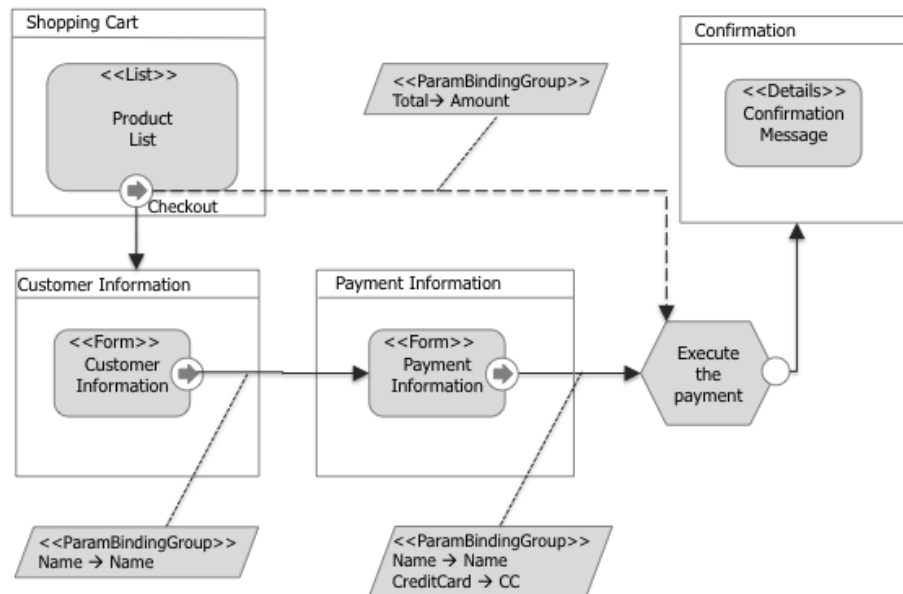 Shopping Cart
<<List>>
Product
List
Checkout
<<ParamBindingGroup>>
Total→ Amount
Confirmation
<<Details>>
Confirmation
Message
Customer Information
<<Form>>
Customer
Information
Payment Information
<<Form>>
Payment
Information
Execute
the
payment
<<ParamBindingGroup>>
Name → Name
<<ParamBindingGroup>>
Name → Name
CreditCard → CC